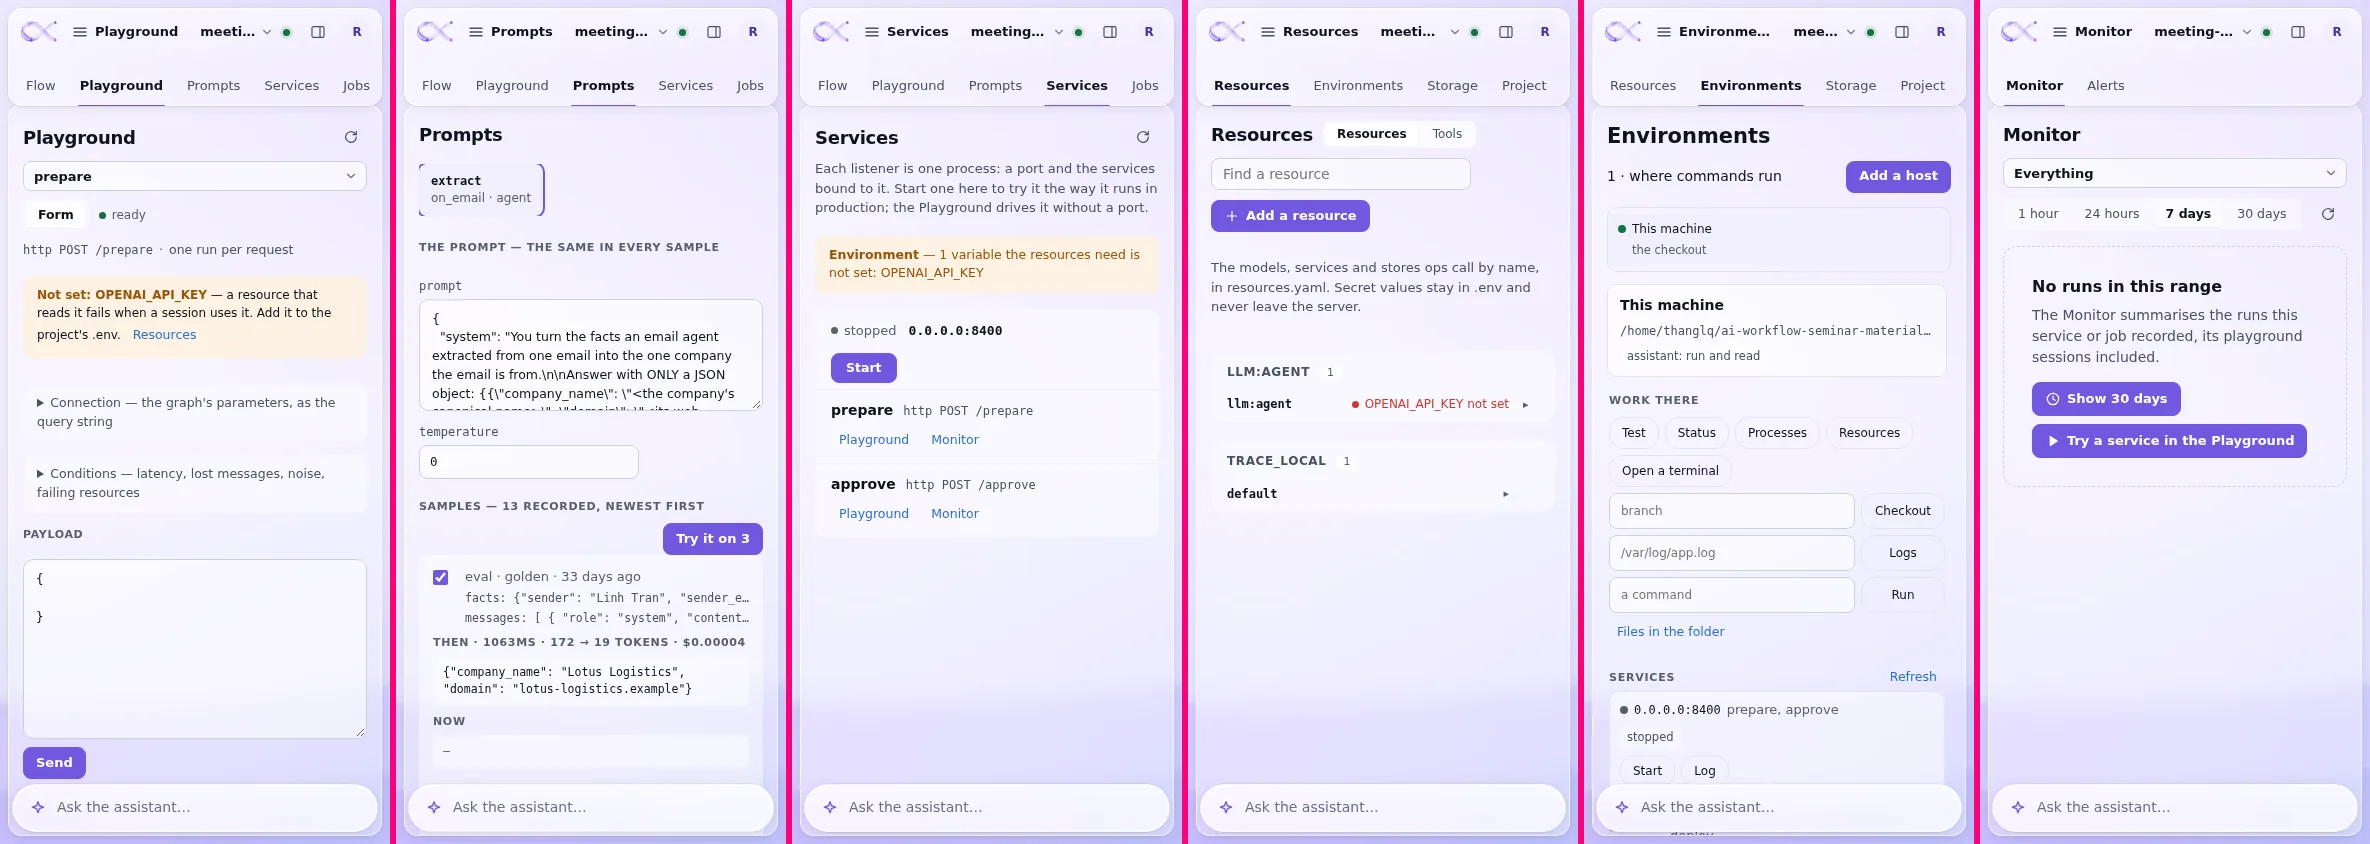 Playground meeti... R
Flow Playground Prompts Services Jobs
Playground
prepare
Form ready
http POST /prepare · one run per request
Not set: OPENAI_API_KEY — a resource that
reads it fails when a session uses it. Add it to the
project's .env. Resources
▶ Connection — the graph's parameters, as the
query string
▶ Conditions — latency, lost messages, noise,
failing resources
PAYLOAD
{
}
Send
Ask the assistant...
Prompts meeting... R
Flow Playground Prompts Services Jobs
Prompts
extract
on_email · agent
THE PROMPT — THE SAME IN EVERY SAMPLE
prompt
{
"system": "You turn the facts an email agent
extracted from one email into the one company
the email is from.\n\nAnswer with ONLY a JSON
object: {{\"company_name\": \"<the company's
temperature
0
SAMPLES — 13 RECORDED, NEWEST FIRST
Try it on 3
eval · golden · 33 days ago
facts: {"sender": "Linh Tran", "sender_e…
messages: [ { "role": "system", "content…
THEN · 1063MS · 172 → 19 TOKENS · $0.00004
{"company_name": "Lotus Logistics",
"domain": "lotus-logistics.example"}
NOW
—
Ask the assistant...
Services meeting... R
Flow Playground Prompts Services Jobs
Services
Each listener is one process: a port and the services
bound to it. Start one here to try it the way it runs in
production; the Playground drives it without a port.
Environment — 1 variable the resources need is
not set: OPENAI_API_KEY
stopped 0.0.0.0:8400
Start
prepare http POST /prepare
Playground Monitor
approve http POST /approve
Playground Monitor
Ask the assistant...
Resources meeti... R
Resources Environments Storage Project
Resources Resources Tools
Find a resource
+ Add a resource
The models, services and stores ops call by name,
in resources.yaml. Secret values stay in .env and
never leave the server.
LLM:AGENT 1
llm:agent OPENAI_API_KEY not set ▸
TRACE_LOCAL 1
default ▸
Ask the assistant...
Environme... mee... R
Resources Environments Storage Project
Environments
1 · where commands run Add a host
This machine
the checkout
This machine
/home/thanglq/ai-workflow-seminar-material…
assistant: run and read
WORK THERE
Test Status Processes Resources
Open a terminal
branch Checkout
/var/log/app.log Logs
a command Run
Files in the folder
SERVICES Refresh
0.0.0.0:8400 prepare, approve
stopped
Start Log
Ask the assistant...
Monitor meeting-... R
Monitor Alerts
Monitor
Everything
1 hour 24 hours 7 days 30 days
No runs in this range
The Monitor summarises the runs this
service or job recorded, its playground
sessions included.
Show 30 days
Try a service in the Playground
Ask the assistant...